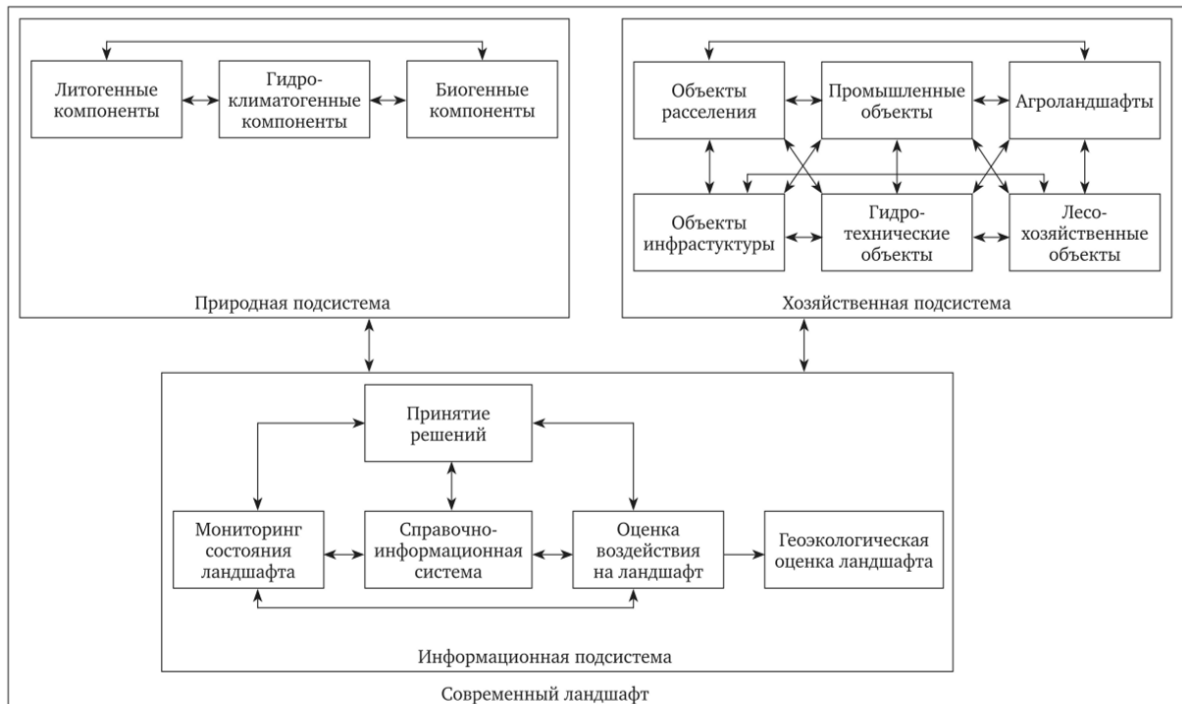 Литогенные
компоненты
Гидро-
климатогенные
компоненты
Биогенные
компоненты
Природная подсистема
Объекты
расселения
Промышленные
объекты
Агроландшафты
Объекты
инфраструктуры
Гидро-
технические
объекты
Лесо-
хозяйственные
объекты
Хозяйственная подсистема
Принятие
решений
Мониторинг
состояния
ландшафта
Справочно-
информационная
система
Оценка
воздействия
на ландшафт
Геоэкологическая
оценка ландшафта
Информационная подсистема
Современный ландшафт